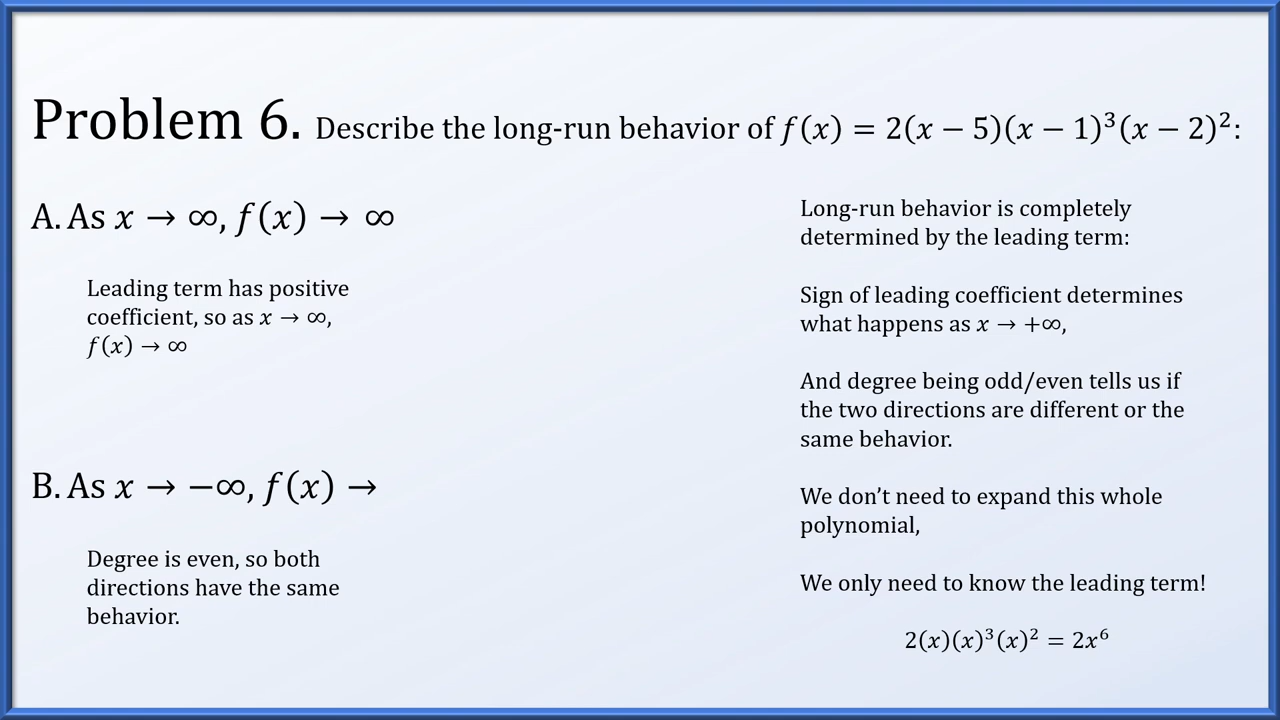 Problem 6. Describe the long-run behavior of f(x) = 2(x − 5)(x − 1)³(x − 2)²:
A. As x → ∞, f(x) → ∞
Leading term has positive
coefficient, so as x → ∞,
f(x) → ∞
B. As x → −∞, f(x) →
Degree is even, so both
directions have the same
behavior.
Long-run behavior is completely
determined by the leading term:
Sign of leading coefficient determines
what happens as x → +∞,
And degree being odd/even tells us if
the two directions are different or the
same behavior.
We don’t need to expand this whole
polynomial,
We only need to know the leading term!
2(x)(x)³(x)² = 2x⁶